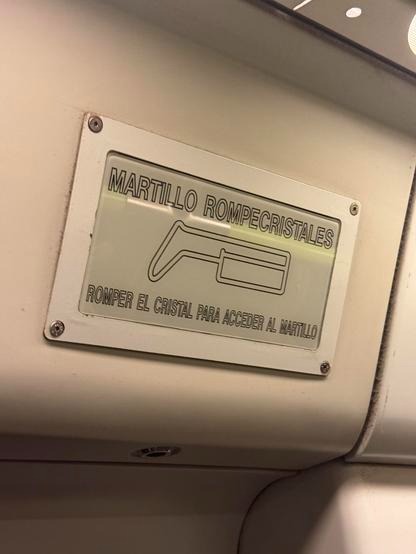 MARTILLO ROMPECRISTALES
ROMPER EL CRISTAL PARA ACCEDER AL MARTILLO